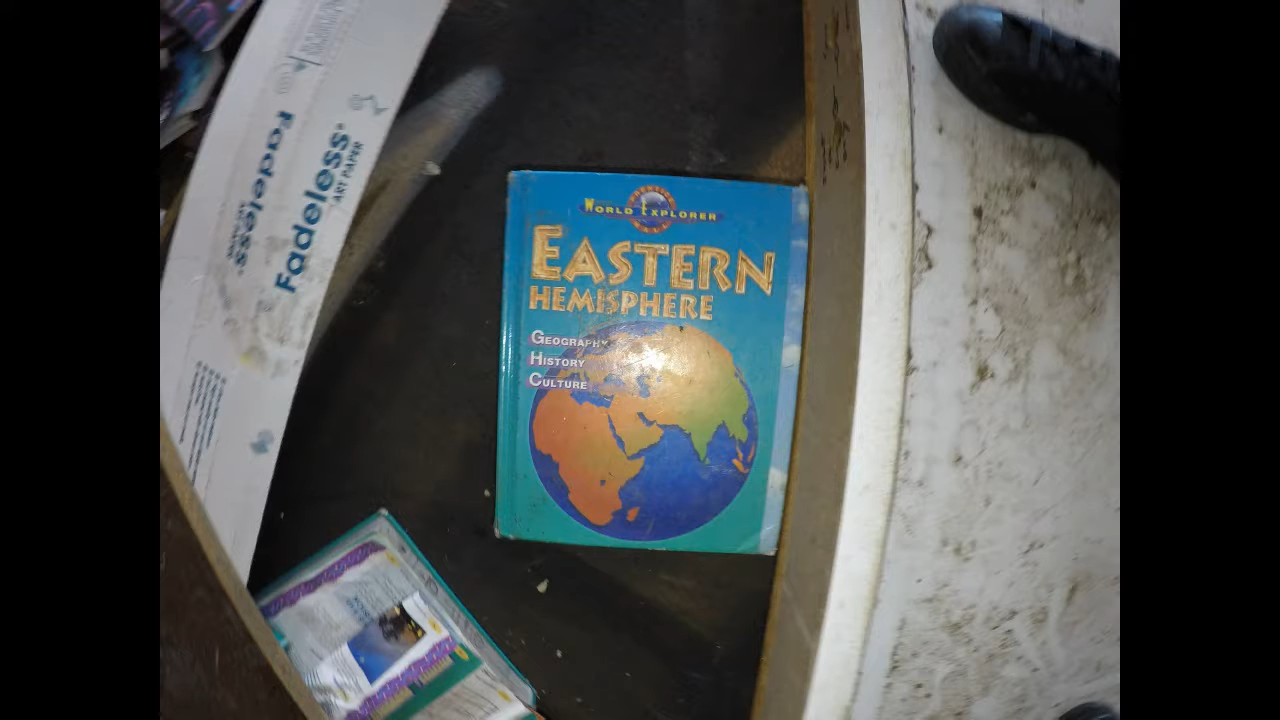 Fadeless
Fadeless®
ART PAPER
WORLD EXPLORER
EASTERN
HEMISPHERE
GEOGRAPHY
HISTORY
CULTURE